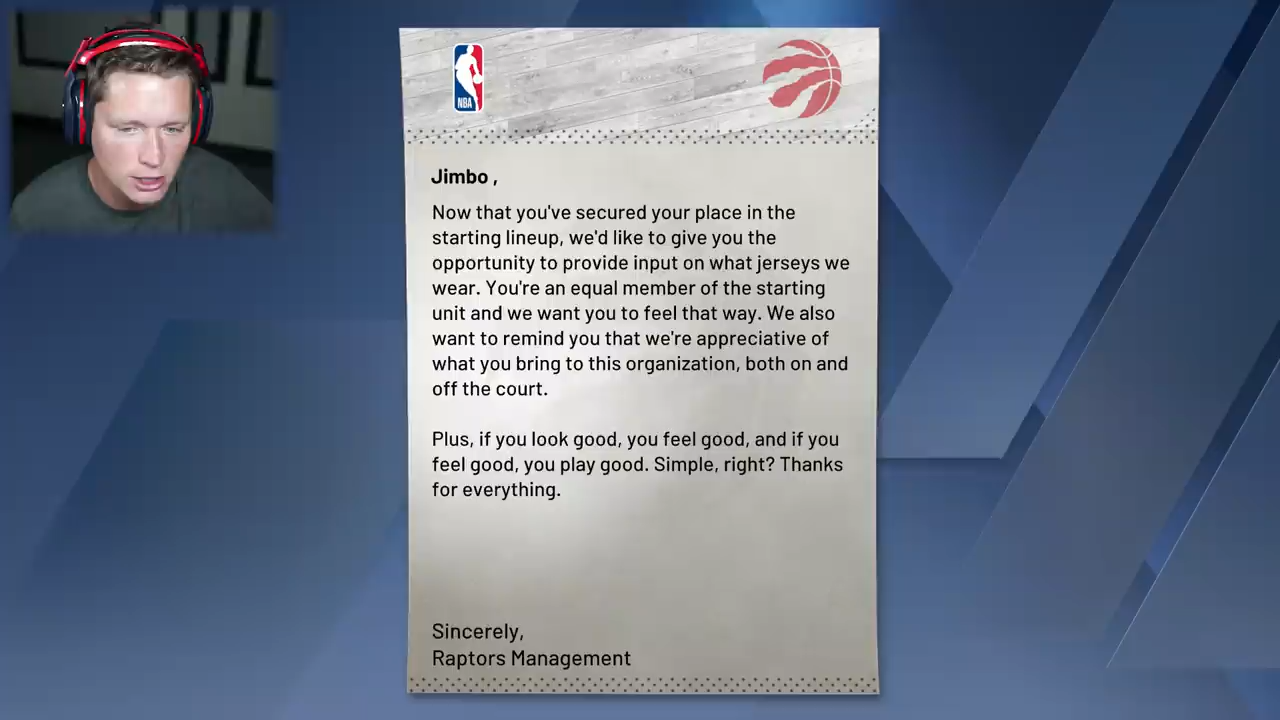 NBA
Jimbo ,
Now that you've secured your place in the
starting lineup, we'd like to give you the
opportunity to provide input on what jerseys we
wear. You're an equal member of the starting
unit and we want you to feel that way. We also
want to remind you that we're appreciative of
what you bring to this organization, both on and
off the court.
Plus, if you look good, you feel good, and if you
feel good, you play good. Simple, right? Thanks
for everything.
Sincerely,
Raptors Management